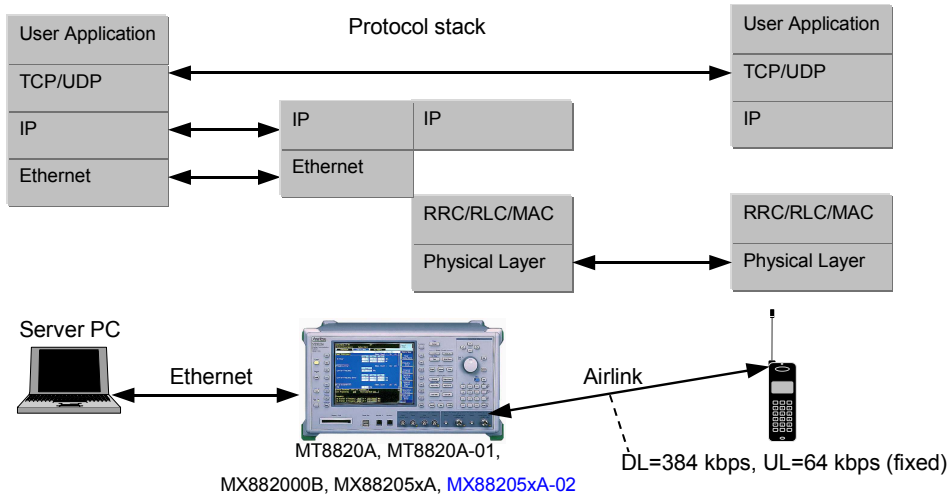 Protocol stack
User Application
TCP/UDP
IP
Ethernet
IP
IP
Ethernet
RRC/RLC/MAC
Physical Layer
User Application
TCP/UDP
IP
RRC/RLC/MAC
Physical Layer
Server PC
Ethernet
Airlink
MT8820A, MT8820A-01,
MX882000B, MX88205xA, MX88205xA-02
DL=384 kbps, UL=64 kbps (fixed)